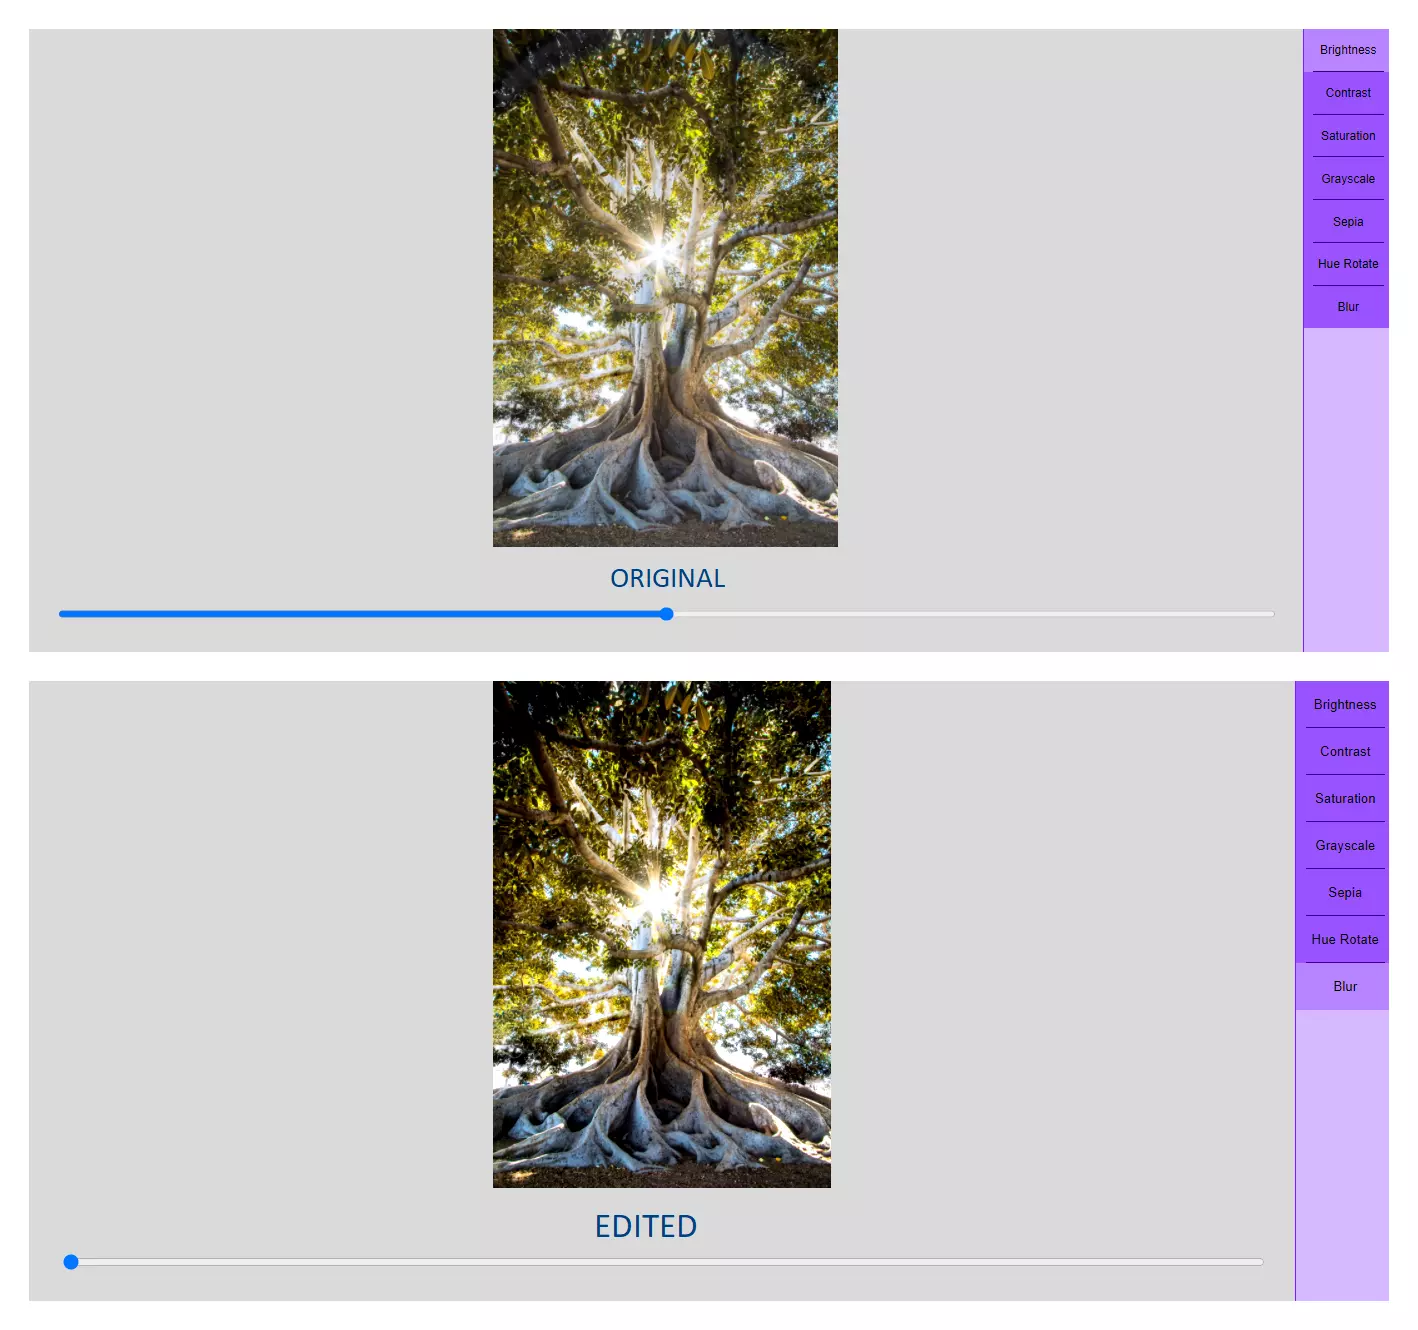 Brightness
Contrast
Saturation
Grayscale
Sepia
Hue Rotate
Blur
ORIGINAL
Brightness
Contrast
Saturation
Grayscale
Sepia
Hue Rotate
Blur
EDITED